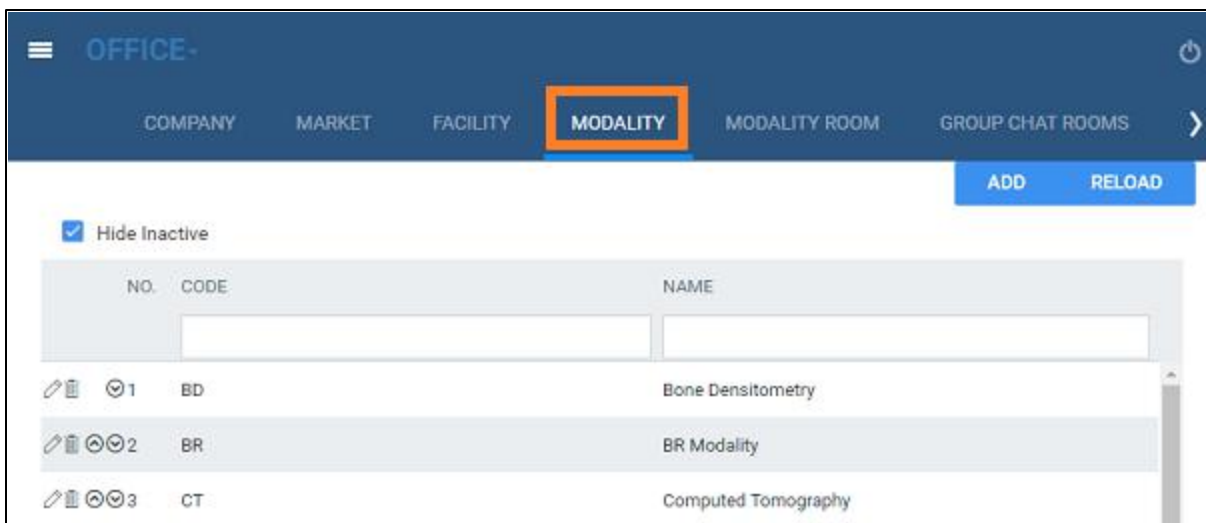 OFFICE-
COMPANY MARKET FACILITY MODALITY MODALITY ROOM GROUP CHAT ROOMS
ADD RELOAD
Hide Inactive
NO. CODE NAME
1 BD Bone Densitometry
2 BR BR Modality
3 CT Computed Tomography